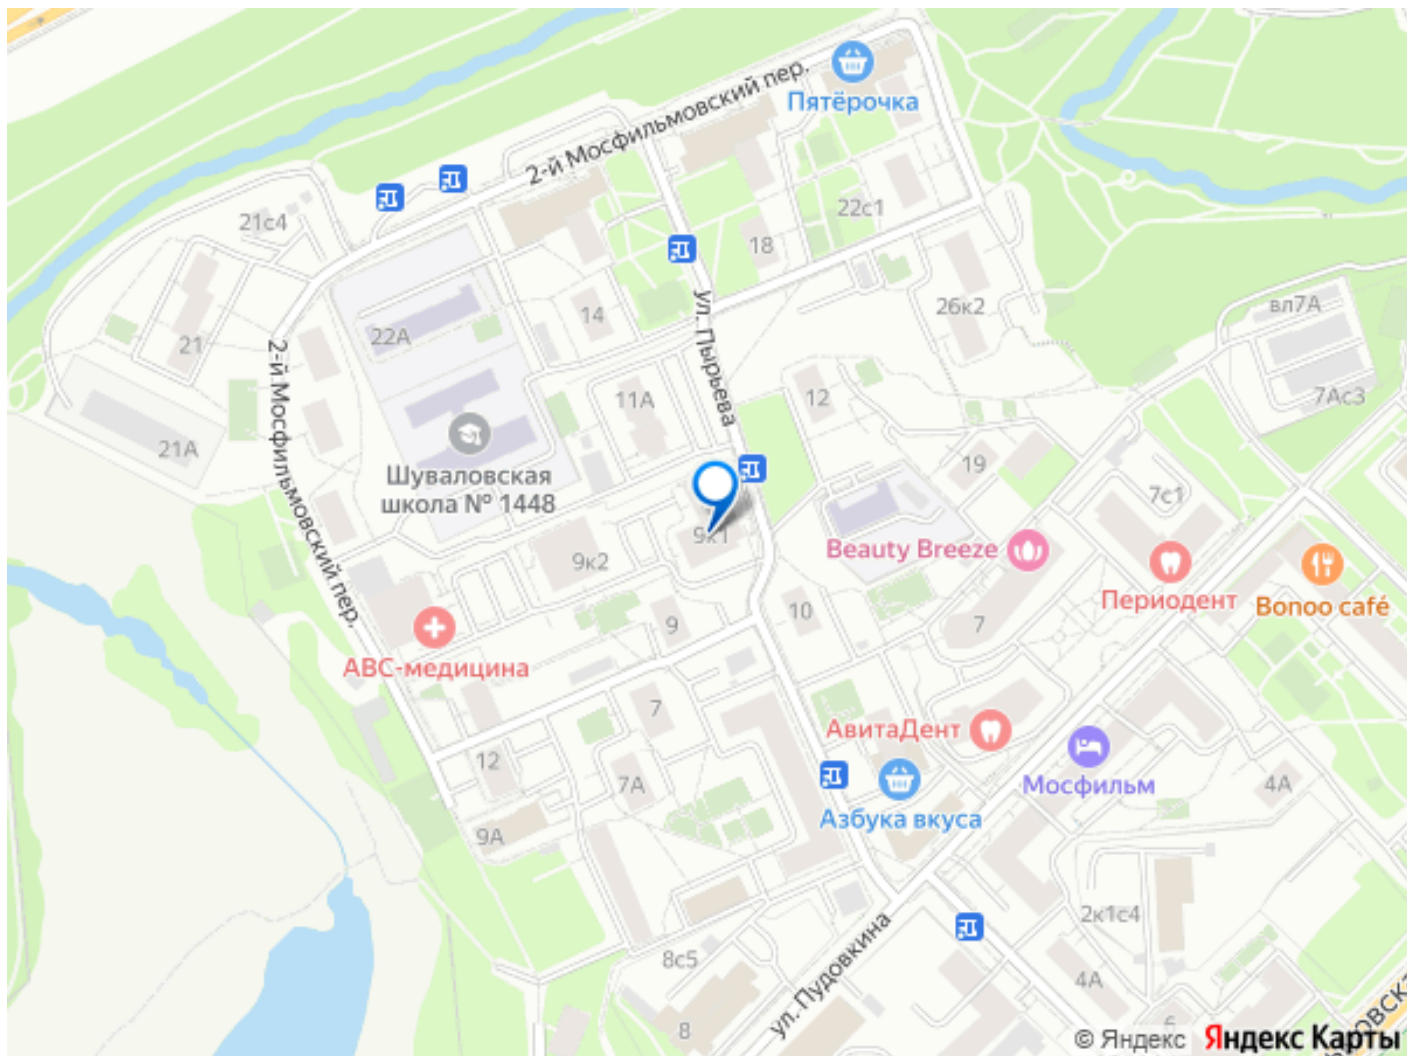 Пятёрочка
2-й Мосфильмовский пер.
21с4
22с1
18
26к2
вл7А
14
22А
21
ул. Пырьева
2-й Мосфильмовский пер.
11А
12
7Ас3
21А
19
Шуваловская
школа № 1448
7с1
9к1
9к2
Beauty Breeze
Периодент
Bonoo café
10
9
7
АВС-медицина
7
АвитаДент
12
7А
Мосфильм
4А
Азбука вкуса
9А
2к1с4
ул. Пудовкина
8с5
4А
8
6
© Яндекс Яндекс Карты